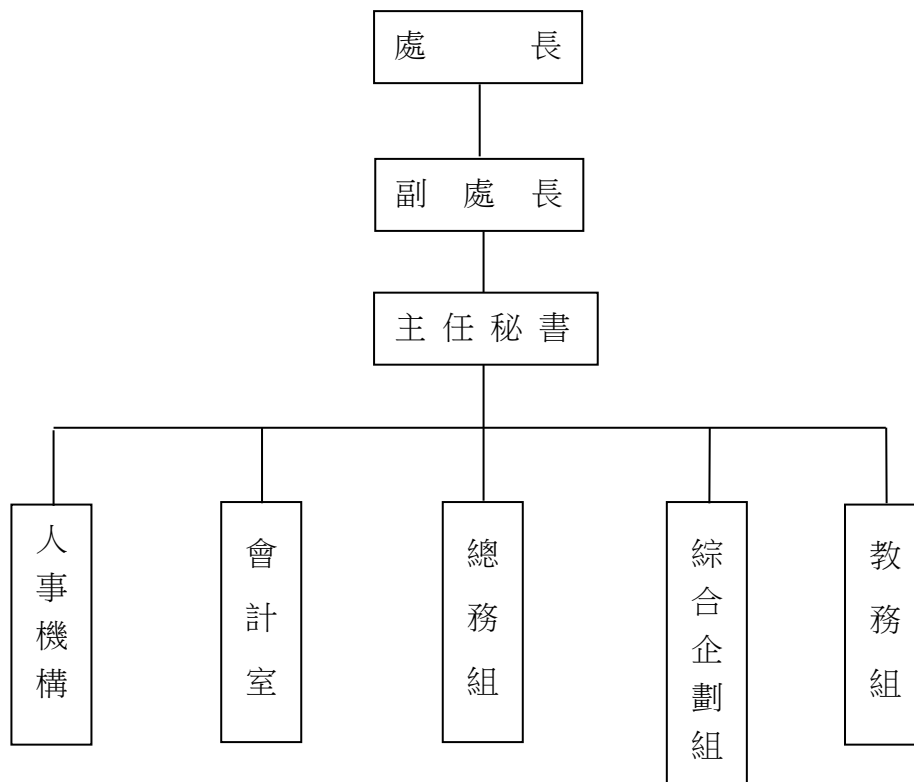 處長
副處長
主任秘書
人事機構
會計室
總務組
綜合企劃組
教務組